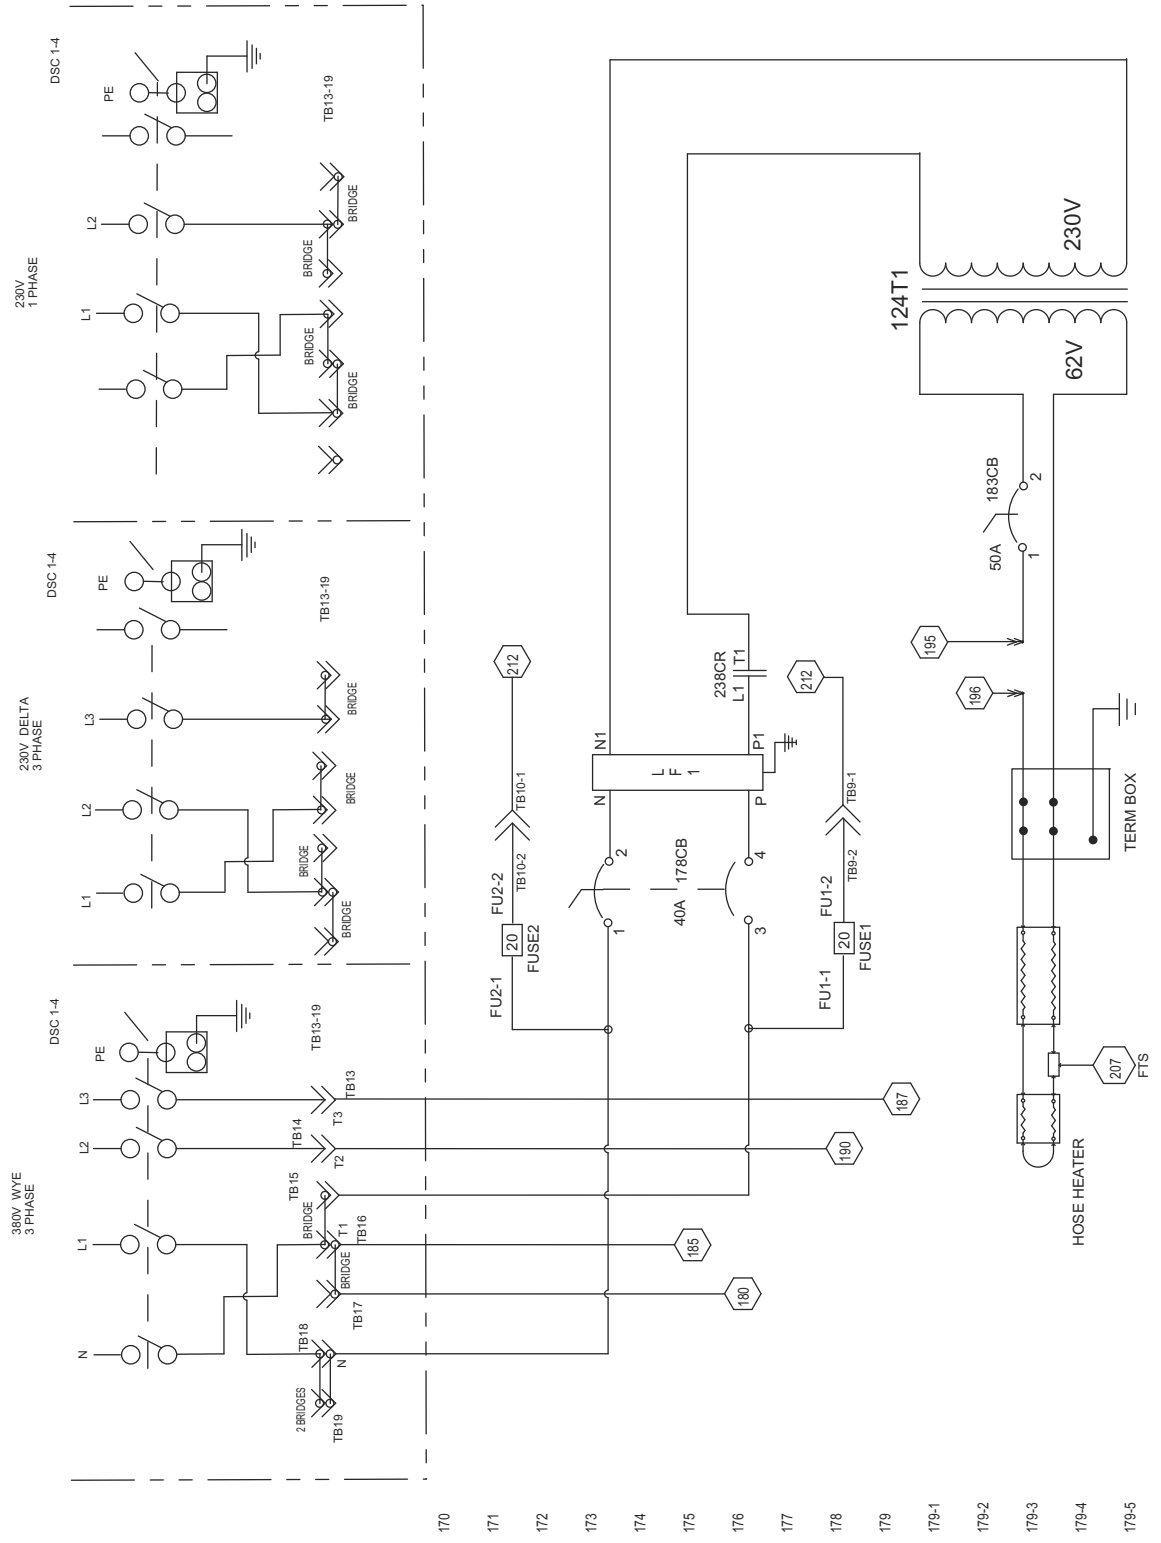 380V WYE
3 PHASE
N
L1
L2
L3
PE
DSC 1-4
2 BRIDGES
TB19
TB18
N
TB17
BRIDGE
BRIDGE
T1
TB16
TB15
TB14
T2
T3
TB13
TB13-19
230V DELTA
3 PHASE
L1
L2
L3
PE
DSC 1-4
BRIDGE
BRIDGE
BRIDGE
BRIDGE
TB13-19
230V
1 PHASE
L1
L2
PE
DSC 1-4
BRIDGE
BRIDGE
BRIDGE
BRIDGE
TB13-19
170
171
172
173
174
175
176
177
178
179
179-1
179-2
179-3
179-4
179-5
185
180
190
187
FU2-1
20
FUSE2
FU2-2
TB10-2
TB10-1
212
1
2
40A
178CB
3
4
N
N1
LF1
P
P1
238CR
L1
T1
FU1-1
20
FUSE1
FU1-2
TB9-2
TB9-1
212
124T1
62V
230V
50A
183CB
1
2
195
196
TERM BOX
HOSE HEATER
207
FTS